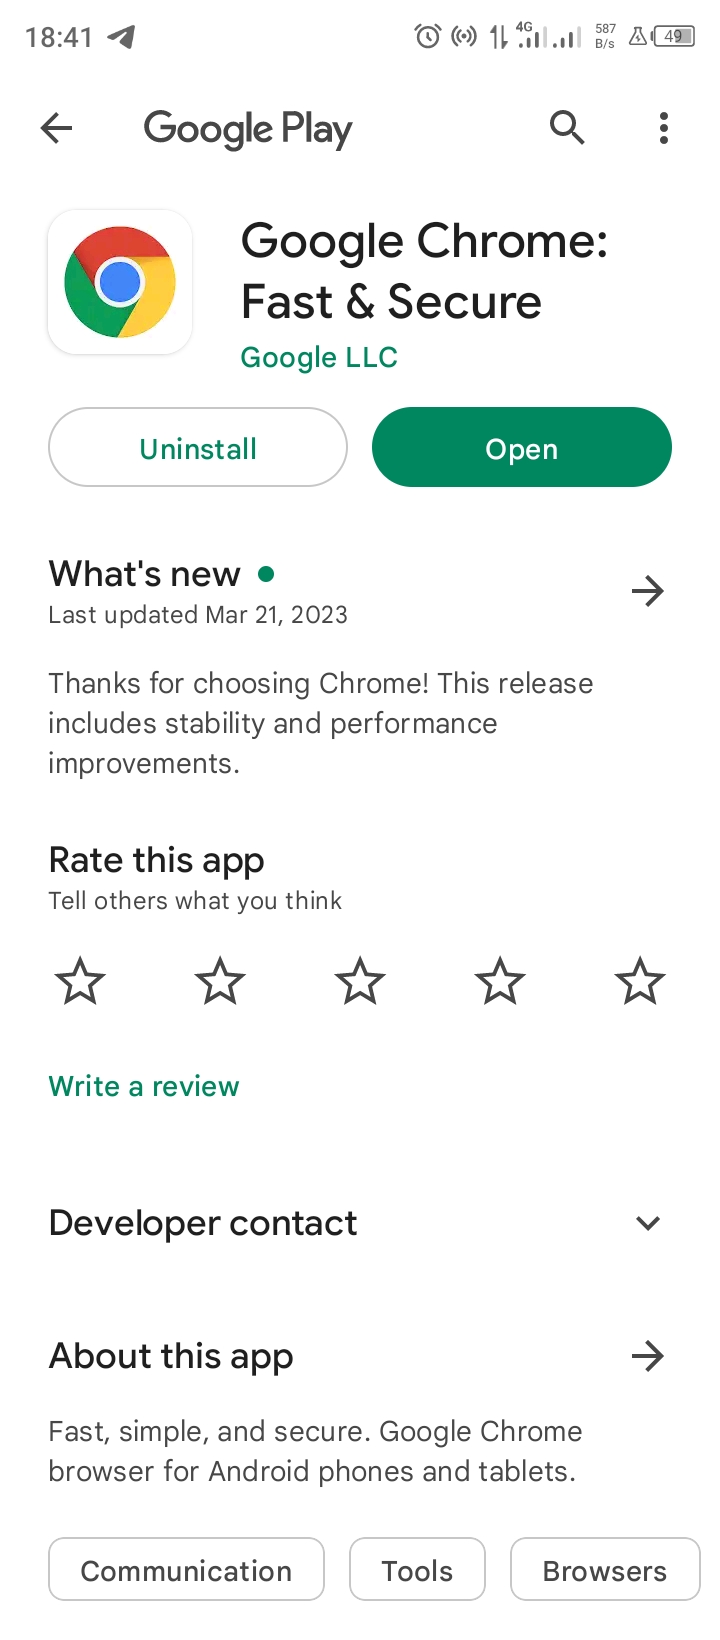 18:41
4G
587
B/s
49
Google Play
Google Chrome:
Fast & Secure
Google LLC
Uninstall
Open
What's new
Last updated Mar 21, 2023
Thanks for choosing Chrome! This release
includes stability and performance
improvements.
Rate this app
Tell others what you think
Write a review
Developer contact
About this app
Fast, simple, and secure. Google Chrome
browser for Android phones and tablets.
Communication
Tools
Browsers